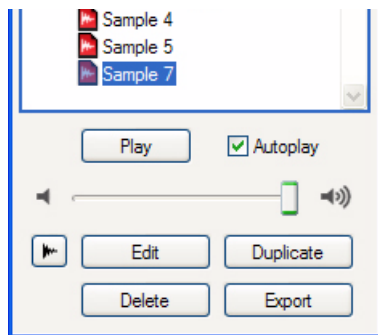 Sample 4
Sample 5
Sample 7
Play Autoplay
Edit Duplicate
Delete Export